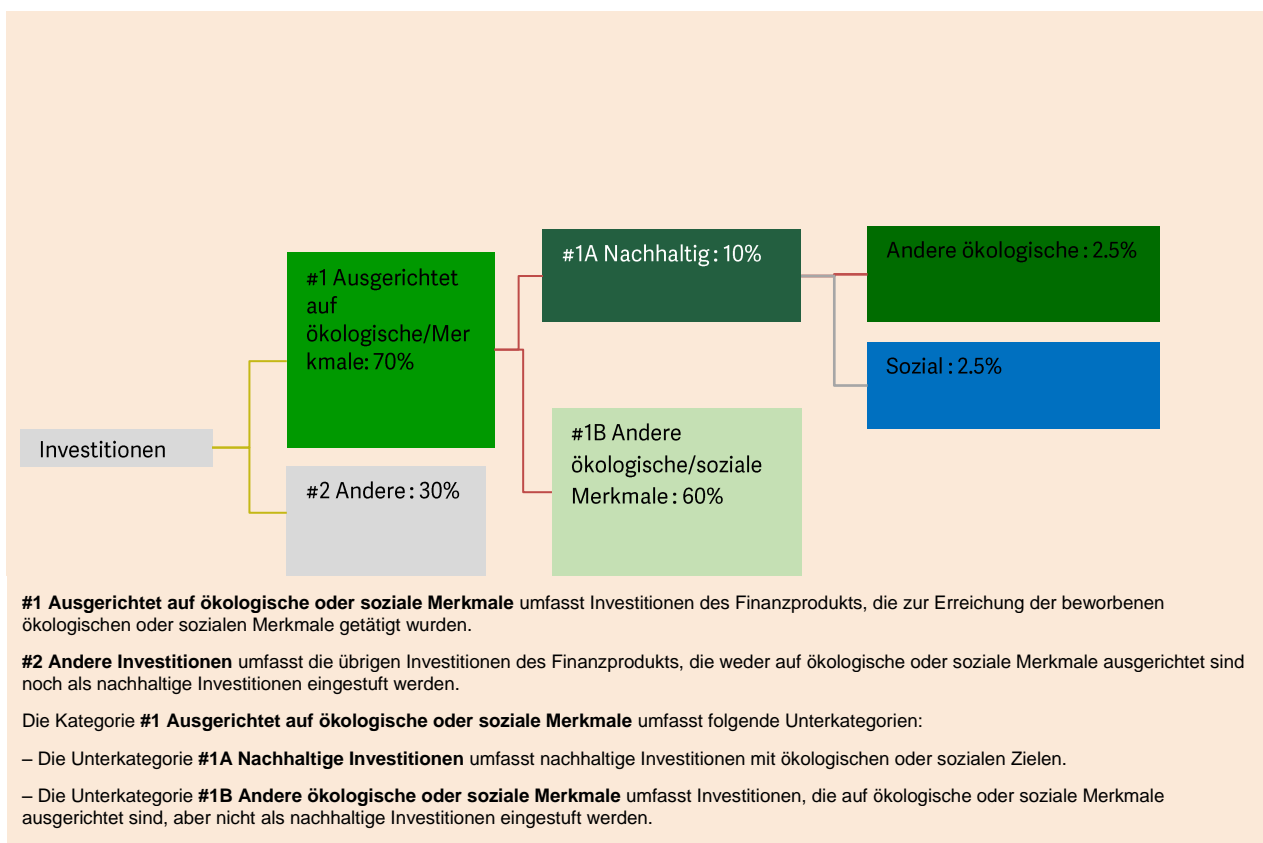 #1A Nachhaltig : 10%
Andere ökologische : 2.5%
#1 Ausgerichtet
auf
ökologische/Mer
kmale: 70%
Sozial : 2.5%
#1B Andere
ökologische/soziale
Merkmale : 60%
Investitionen
#2 Andere : 30%
#1 Ausgerichtet auf ökologische oder soziale Merkmale umfasst Investitionen des Finanzprodukts, die zur Erreichung der beworbenen
ökologischen oder sozialen Merkmale getätigt wurden.
#2 Andere Investitionen umfasst die übrigen Investitionen des Finanzprodukts, die weder auf ökologische oder soziale Merkmale ausgerichtet sind
noch als nachhaltige Investitionen eingestuft werden.
Die Kategorie #1 Ausgerichtet auf ökologische oder soziale Merkmale umfasst folgende Unterkategorien:
– Die Unterkategorie #1A Nachhaltige Investitionen umfasst nachhaltige Investitionen mit ökologischen oder sozialen Zielen.
– Die Unterkategorie #1B Andere ökologische oder soziale Merkmale umfasst Investitionen, die auf ökologische oder soziale Merkmale
ausgerichtet sind, aber nicht als nachhaltige Investitionen eingestuft werden.